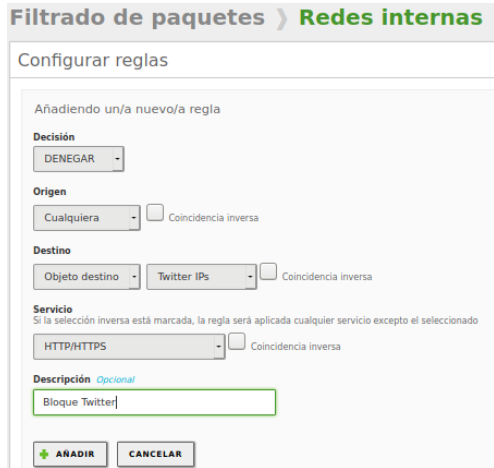 Filtrado de paquetes ⟩ Redes internas
Configurar reglas
Añadiendo un/a nuevo/a regla
Decisión
DENEGAR
Origen
Cualquiera Coincidencia inversa
Destino
Objeto destino Twitter IPs Coincidencia inversa
Servicio
Si la selección inversa está marcada, la regla será aplicada cualquier servicio excepto el seleccionado
HTTP/HTTPS Coincidencia inversa
Descripción Opcional
Bloque Twitter
AÑADIR CANCELAR